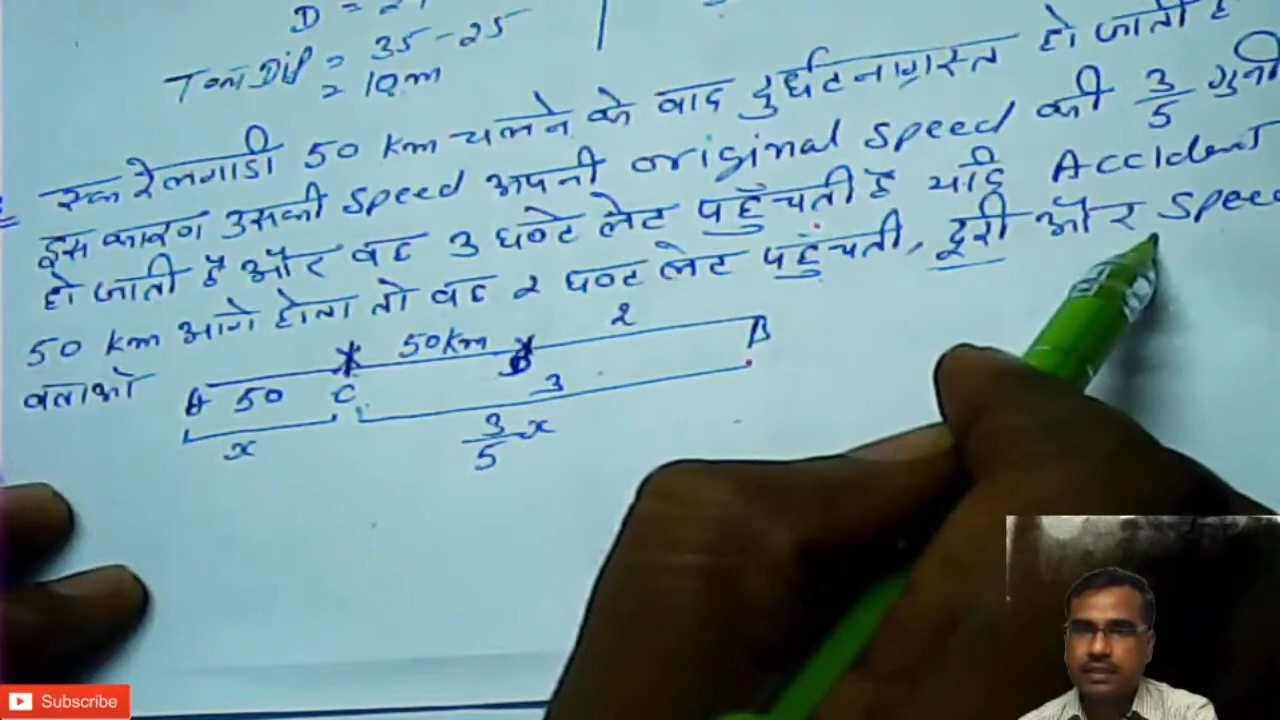 D = 2
Total Dif = 35-25
= 10m
एक रेलगाडी 50 km चलने के बाद दुर्घटनाग्रस्त हो जाती है
इस कारण उसकी speed अपनी original speed की 3/5 गुनी
हो जाती है और वह 3 घण्टे लेट पहुँचती है यदि Accident
50 km आगे होता तो वह 2 घण्टे लेट पहुंचती, दूरी और speed
बताओ
A 50 C 50km D 2 B
x 3
3/5 x
Subscribe